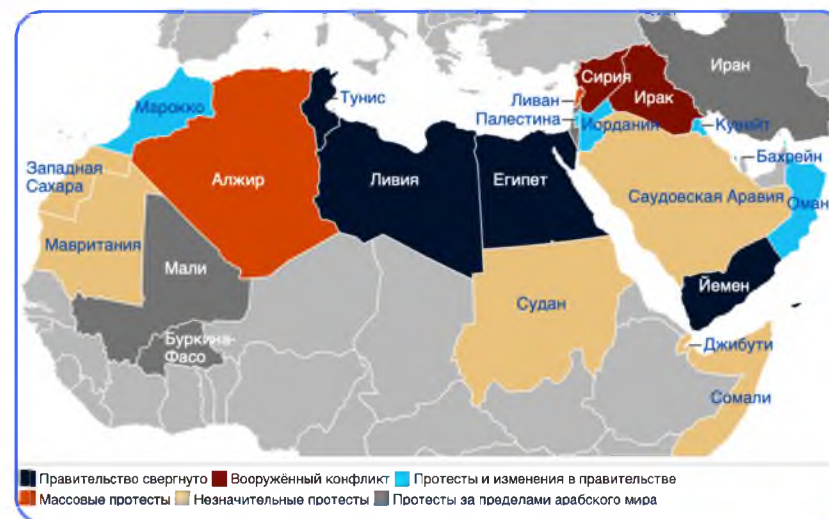 Марокко
Тунис
Сирия
Иран
Ливан
Ирак
Палестина
Иордания
Кувейт
Западная
Сахара
Алжир
Ливия
Египет
Бахрейн
Саудовская Аравия
Оман
Мавритания
Мали
Йемен
Судан
Буркина-
Фасо
Джибути
Сомали
Правительство свергнуто Вооружённый конфликт Протесты и изменения в правительстве
Массовые протесты Незначительные протесты Протесты за пределами арабского мира